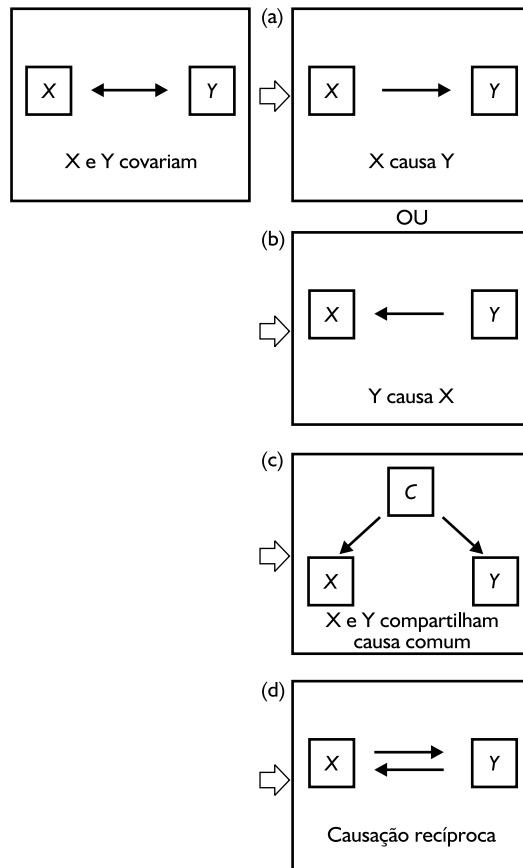 (a)
X Y
X e Y covariam
X Y
X causa Y
OU
(b)
X Y
Y causa X
(c)
C
X Y
X e Y compartilham
causa comum
(d)
X Y
Causação recíproca